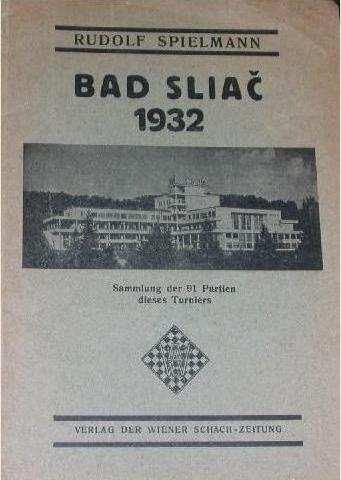 RUDOLF SPIELMANN
BAD SLIAČ
1932
Sammlung der 91 Partien
dieses Turniers
VERLAG DER WIENER SCHACH-ZEITUNG